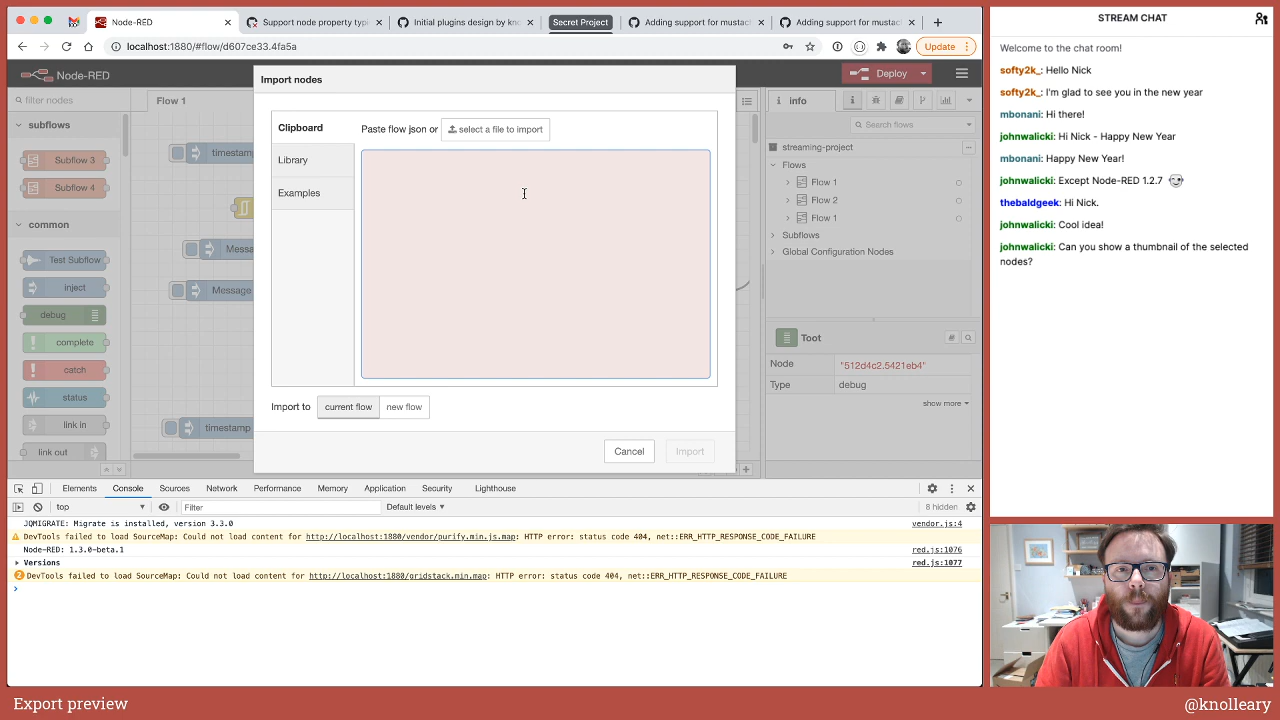 Node-RED
Support node property typ
Initial plugins design by kn
Secret Project
Adding support for mustac
Adding support for mustac
localhost:1880/#flow/d607ce33.4fa5a
Update
Node-RED
Deploy
filter nodes
Flow 1
subflows
Subflow 3
Subflow 4
common
Test Subflow
inject
debug
complete
catch
status
link in
link out
timestamp
Messa
Message
timestamp
Import nodes
Clipboard
Library
Examples
Paste flow json or
select a file to import
Import to
current flow
new flow
Cancel
Import
info
Search flows
streaming-project
Flows
Flow 1
Flow 2
Flow 1
Subflows
Global Configuration Nodes
Toot
Node
"512d4c2.5421eb4"
Type
debug
show more
Elements
Console
Sources
Network
Performance
Memory
Application
Security
Lighthouse
top
Filter
Default levels
8 hidden
JQMIGRATE: Migrate is installed, version 3.3.0
vendor.js:4
DevTools failed to load SourceMap: Could not load content for http://localhost:1880/vendor/purify.min.js.map: HTTP error: status code 404, net::ERR_HTTP_RESPONSE_CODE_FAILURE
Node-RED: 1.3.0-beta.1
red.js:1076
Versions
red.js:1077
2 DevTools failed to load SourceMap: Could not load content for http://localhost:1880/gridstack.min.map: HTTP error: status code 404, net::ERR_HTTP_RESPONSE_CODE_FAILURE
STREAM CHAT
Welcome to the chat room!
softy2k_: Hello Nick
softy2k_: I'm glad to see you in the new year
mbonani: Hi there!
johnwalicki: Hi Nick - Happy New Year
mbonani: Happy New Year!
johnwalicki: Except Node-RED 1.2.7
thebaldgeek: Hi Nick.
johnwalicki: Cool idea!
johnwalicki: Can you show a thumbnail of the selected
nodes?
Export preview
@knolleary